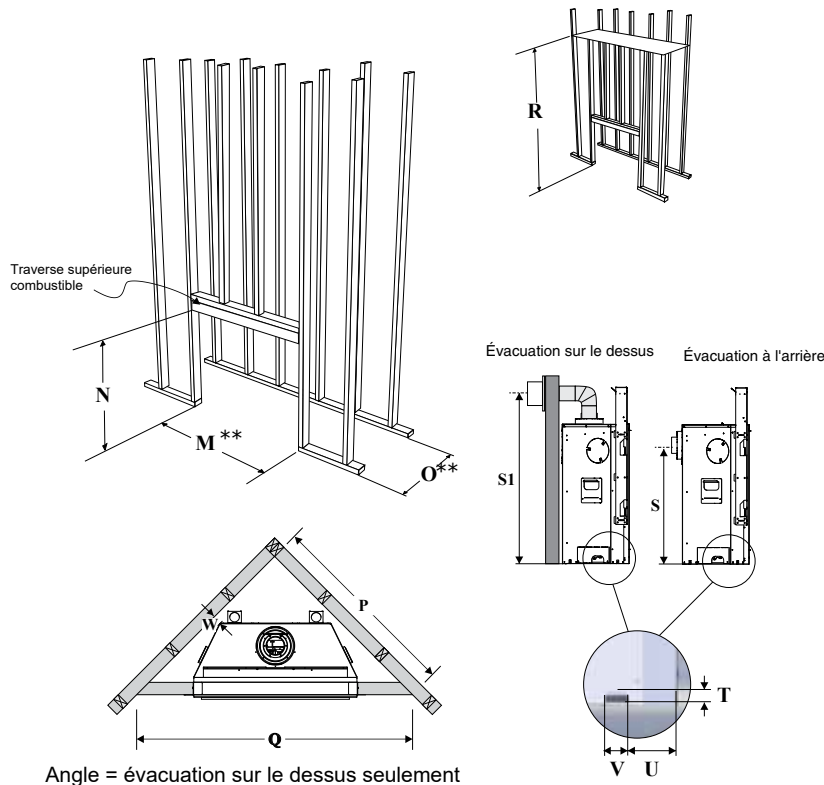 R
Traverse supérieure
combustible
N
M**
O**
Évacuation sur le dessus
Évacuation à l'arrière
S1
S
P
W
Q
T
V
U
Angle = évacuation sur le dessus seulement